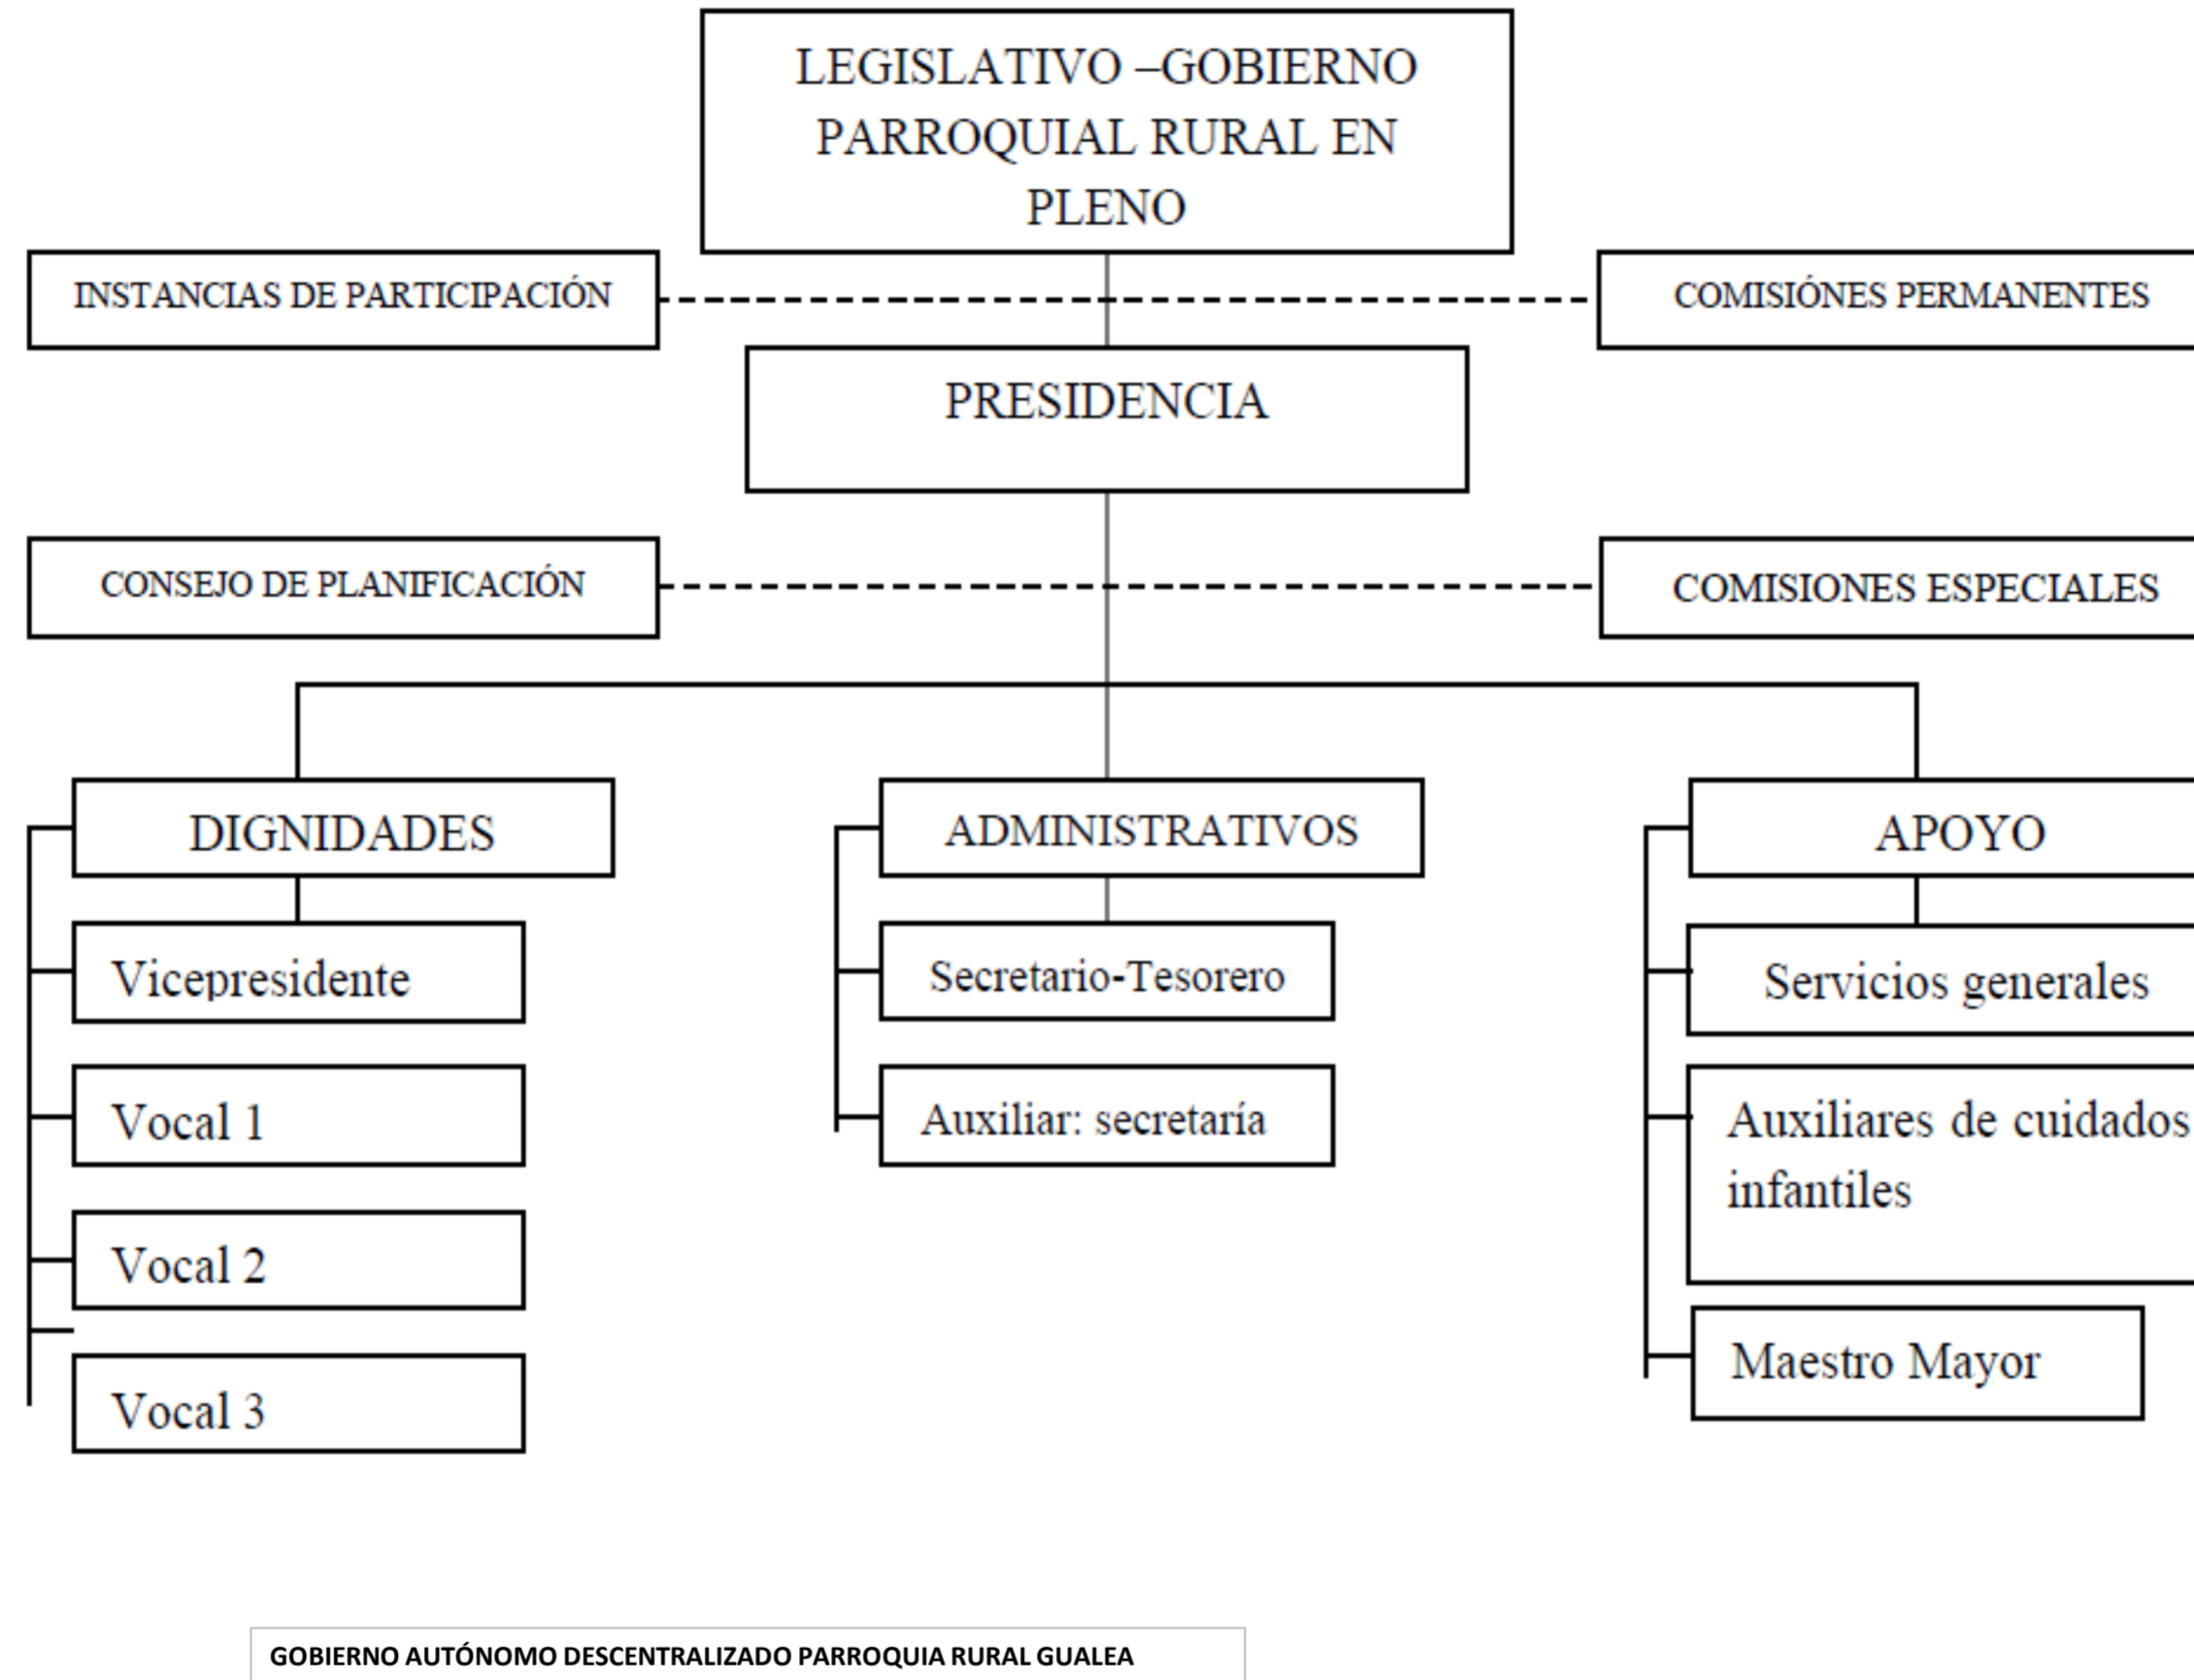 LEGISLATIVO –GOBIERNO
PARROQUIAL RURAL EN
PLENO
INSTANCIAS DE PARTICIPACIÓN
COMISIÓNES PERMANENTES
PRESIDENCIA
CONSEJO DE PLANIFICACIÓN
COMISIONES ESPECIALES
DIGNIDADES
ADMINISTRATIVOS
APOYO
Vicepresidente
Secretario-Tesorero
Servicios generales
Vocal 1
Auxiliar: secretaría
Auxiliares de cuidados
infantiles
Vocal 2
Maestro Mayor
Vocal 3
GOBIERNO AUTÓNOMO DESCENTRALIZADO PARROQUIA RURAL GUALEA